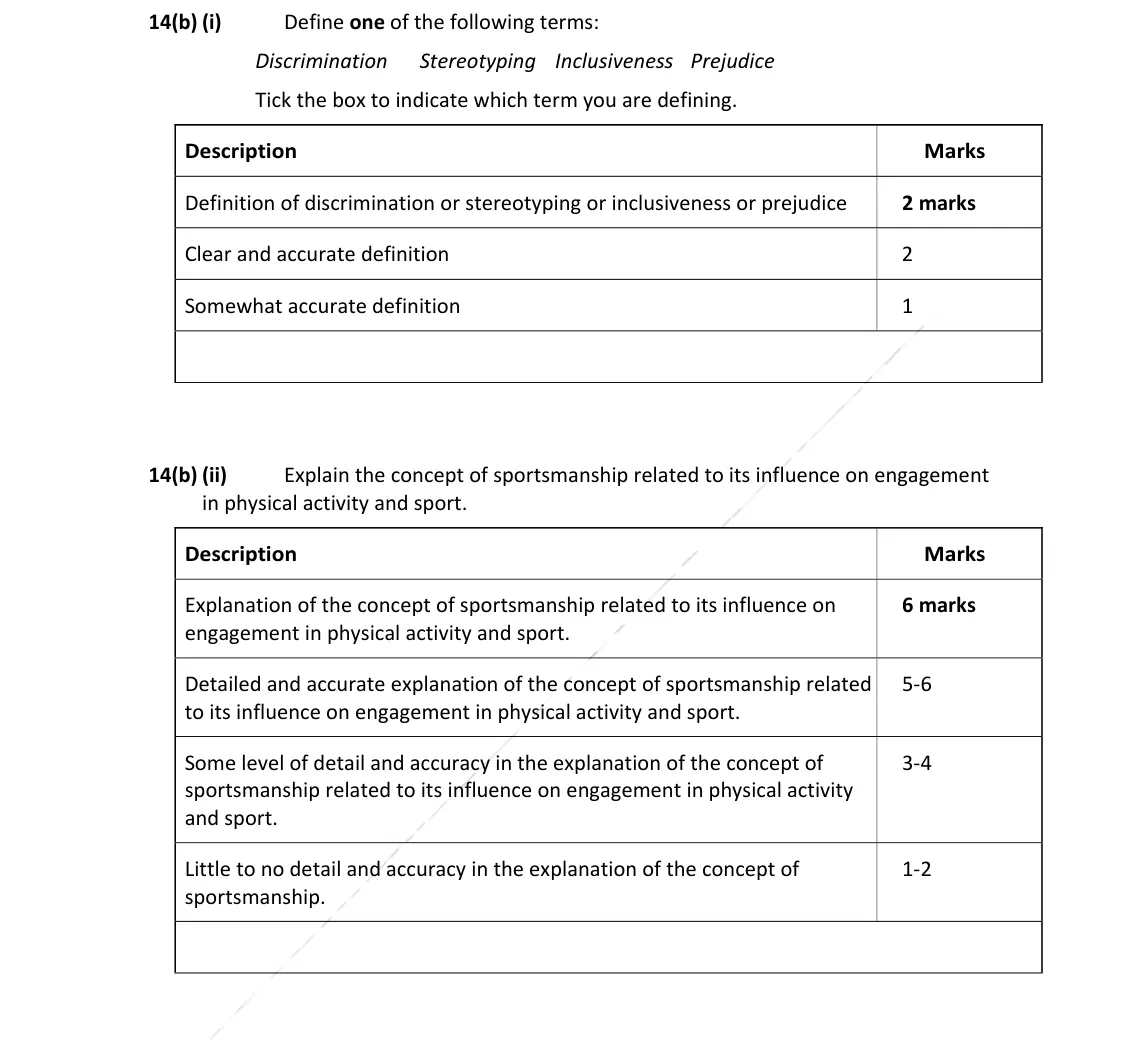 14(b) (i) Define one of the following terms:
Discrimination Stereotyping Inclusiveness Prejudice
Tick the box to indicate which term you are defining.
Description Marks
Definition of discrimination or stereotyping or inclusiveness or prejudice 2 marks
Clear and accurate definition 2
Somewhat accurate definition 1
14(b) (ii) Explain the concept of sportsmanship related to its influence on engagement
in physical activity and sport.
Description Marks
Explanation of the concept of sportsmanship related to its influence on 6 marks
engagement in physical activity and sport.
Detailed and accurate explanation of the concept of sportsmanship related 5-6
to its influence on engagement in physical activity and sport.
Some level of detail and accuracy in the explanation of the concept of 3-4
sportsmanship related to its influence on engagement in physical activity
and sport.
Little to no detail and accuracy in the explanation of the concept of 1-2
sportsmanship.